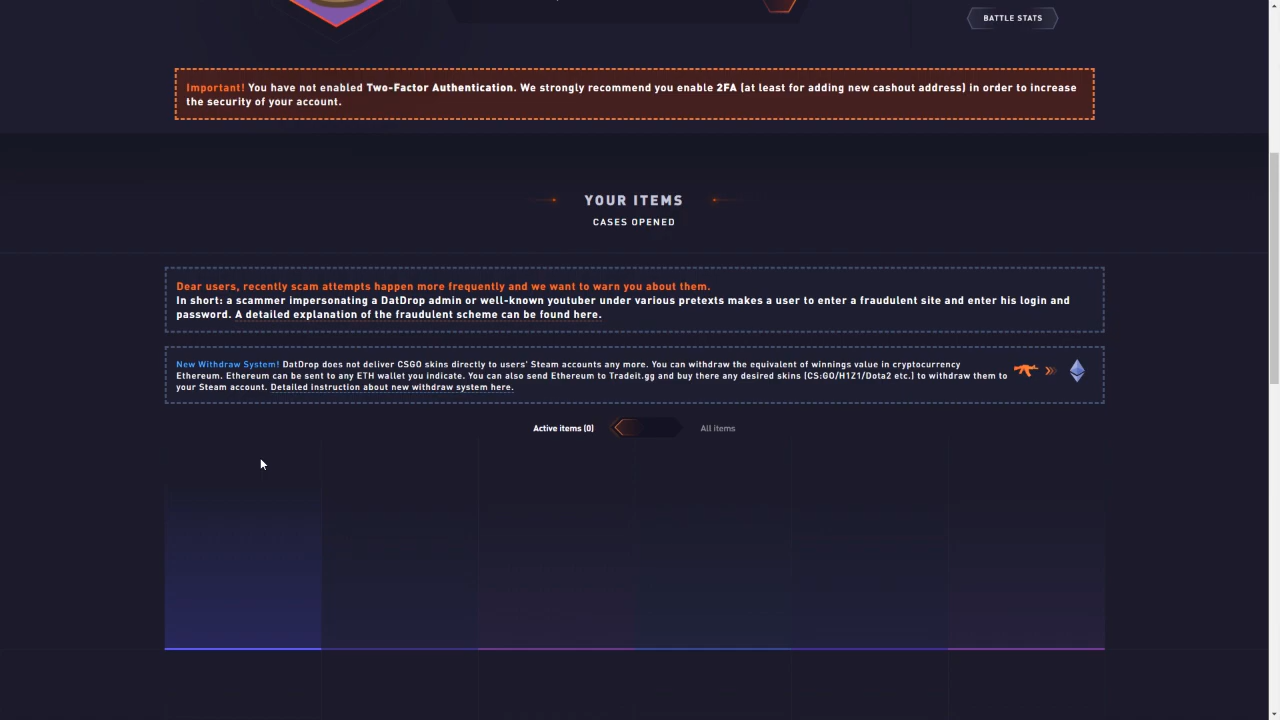 BATTLE STATS
Important! You have not enabled Two-Factor Authentication. We strongly recommend you enable 2FA (at least for adding new cashout address) in order to increase
the security of your account.
YOUR ITEMS
CASES OPENED
Dear users, recently scam attempts happen more frequently and we want to warn you about them.
In short: a scammer impersonating a DatDrop admin or well-known youtuber under various pretexts makes a user to enter a fraudulent site and enter his login and
password. A detailed explanation of the fraudulent scheme can be found here.
New Withdraw System! DatDrop does not deliver CSGO skins directly to users' Steam accounts any more. You can withdraw the equivalent of winnings value in cryptocurrency
Ethereum. Ethereum can be sent to any ETH wallet you indicate. You can also send Ethereum to Tradeit.gg and buy there any desired skins (CS:GO/H1Z1/Dota2 etc.) to withdraw them to
your Steam account. Detailed instruction about new withdraw system here.
Active items (0)
All items